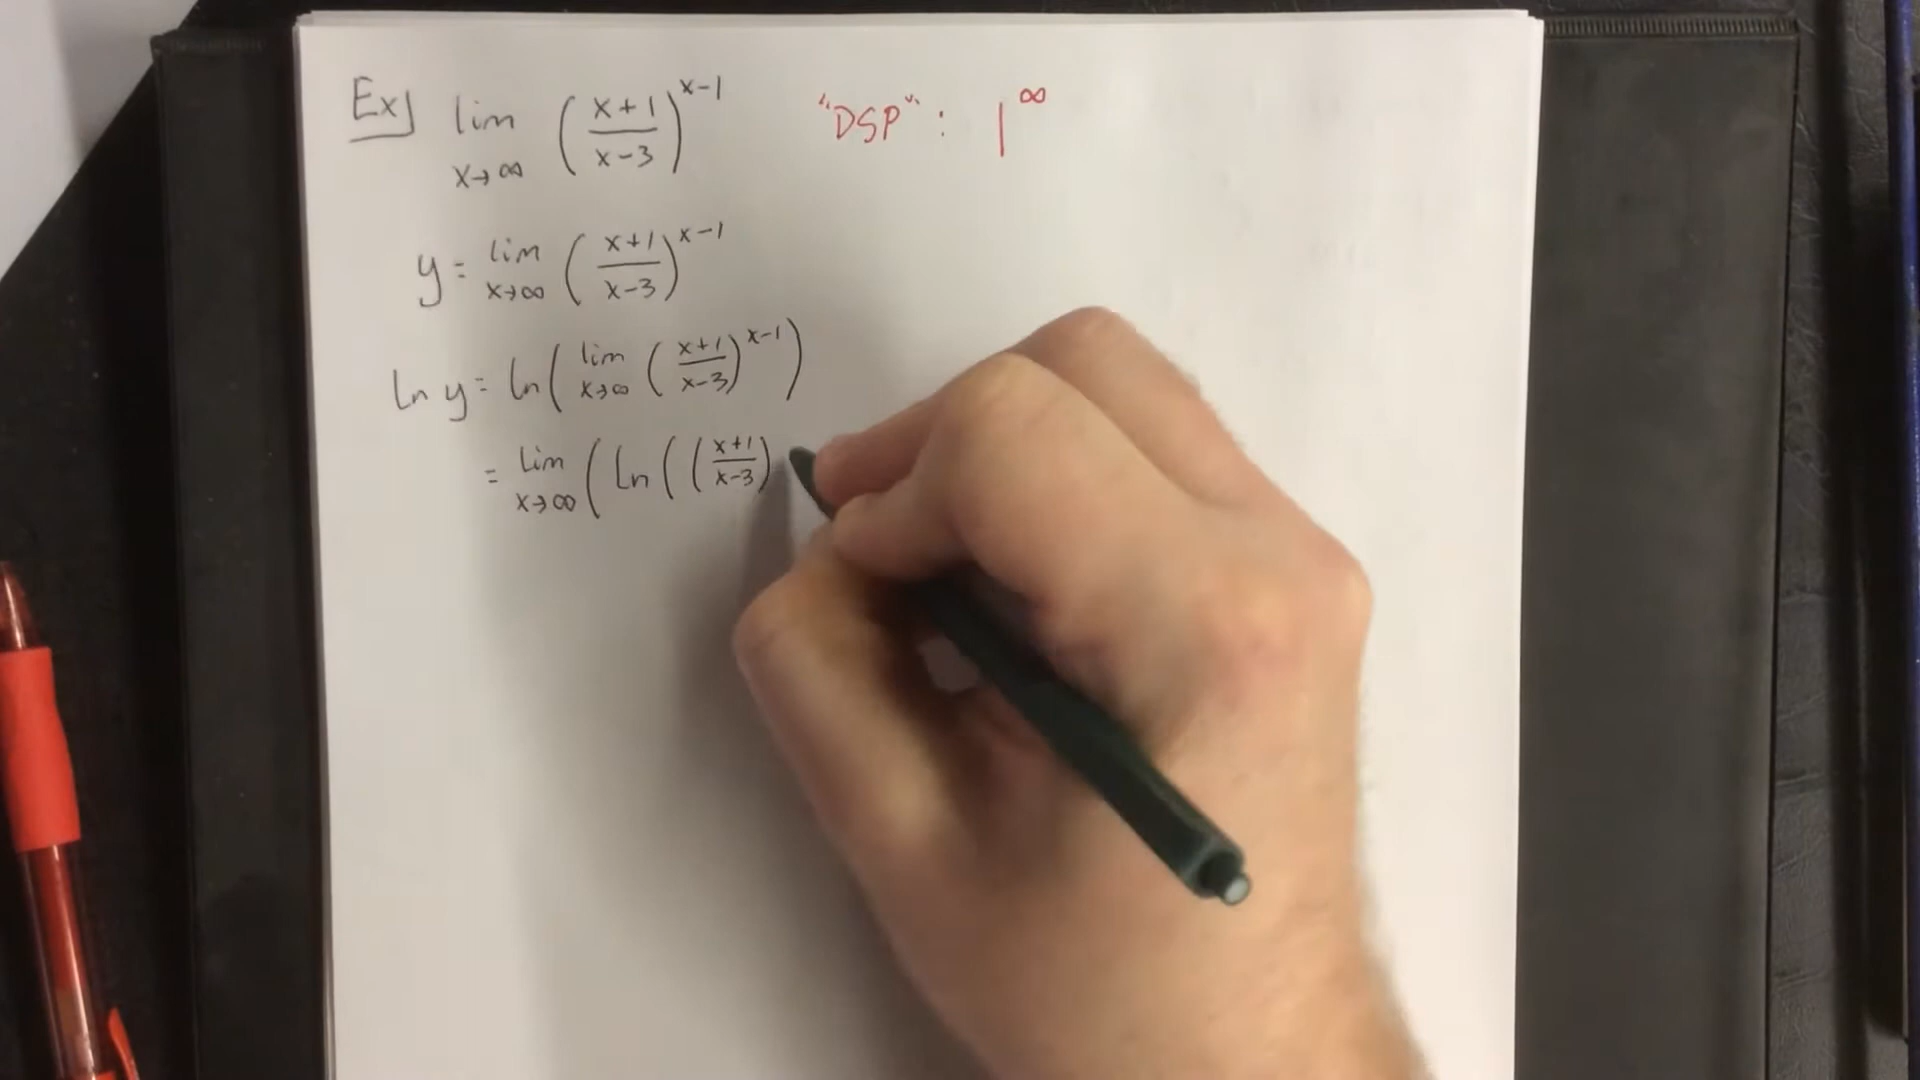 Ex] lim x→∞ ((x+1)/(x-3))^(x-1) "DSP": 1^∞
y = lim x→∞ ((x+1)/(x-3))^(x-1)
ln y = ln( lim x→∞ ((x+1)/(x-3))^(x-1) )
= lim x→∞ ( ln( ((x+1)/(x-3))